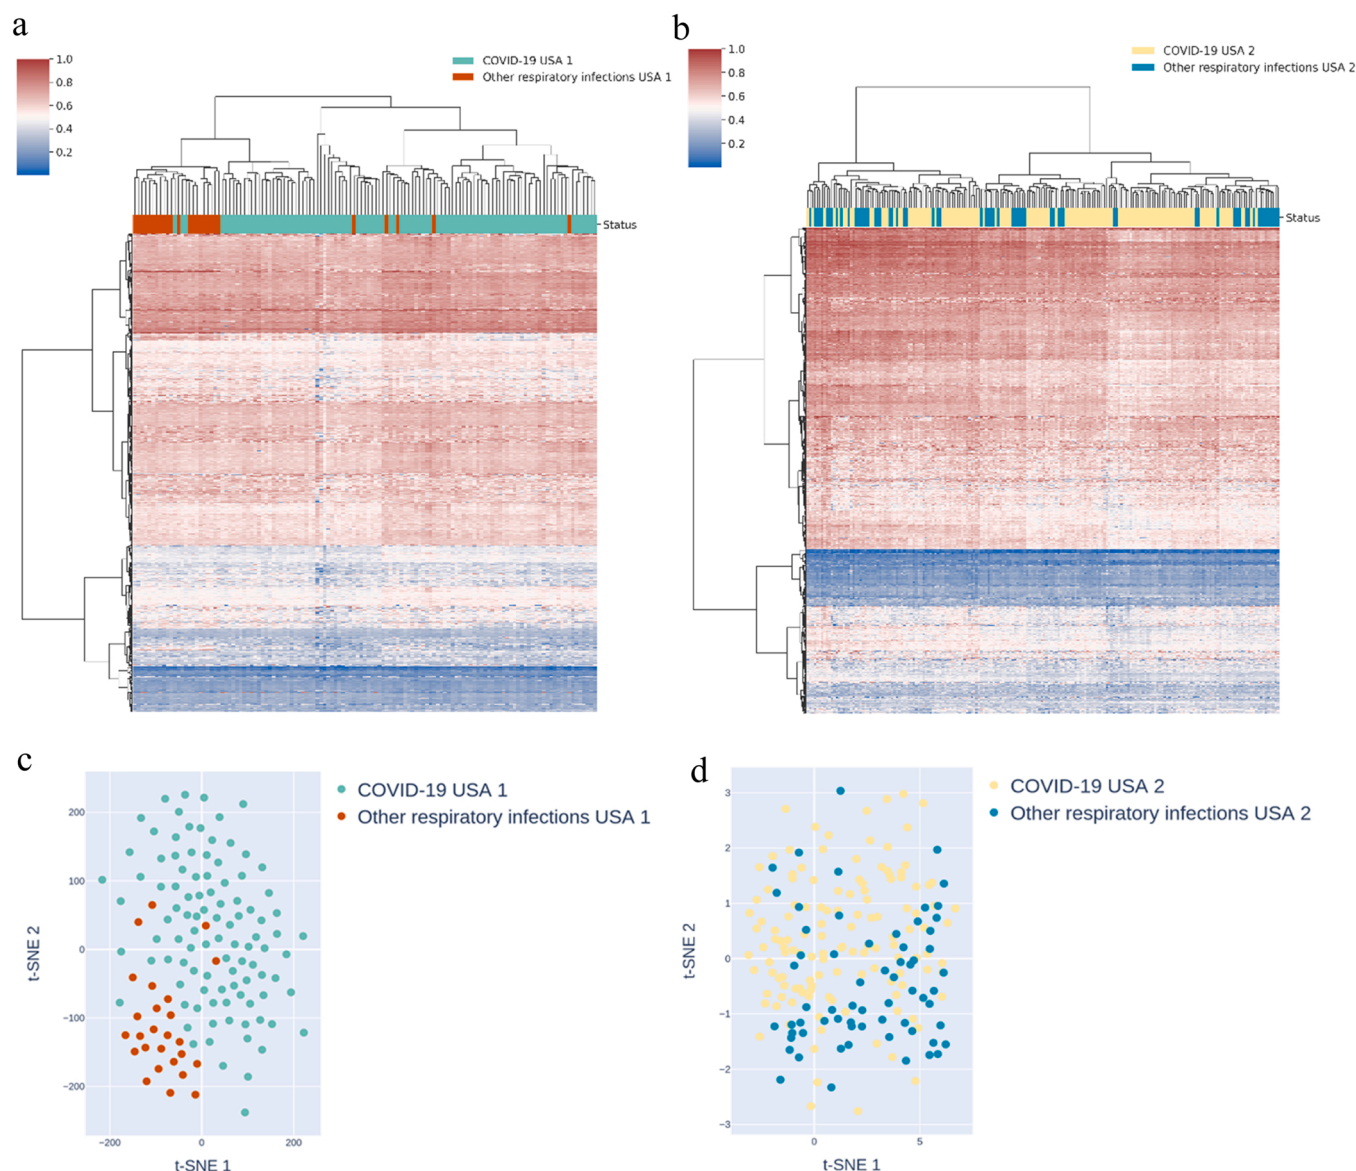 a
1.0
0.8
0.6
0.4
0.2
COVID-19 USA 1
Other respiratory infections USA 1
Status
b
1.0
0.8
0.6
0.4
0.2
COVID-19 USA 2
Other respiratory infections USA 2
Status
c
200
100
0
−100
−200
−200
0
200
t-SNE 2
t-SNE 1
COVID-19 USA 1
Other respiratory infections USA 1
d
3
2
1
0
−1
−2
−3
0
5
t-SNE 2
t-SNE 1
COVID-19 USA 2
Other respiratory infections USA 2